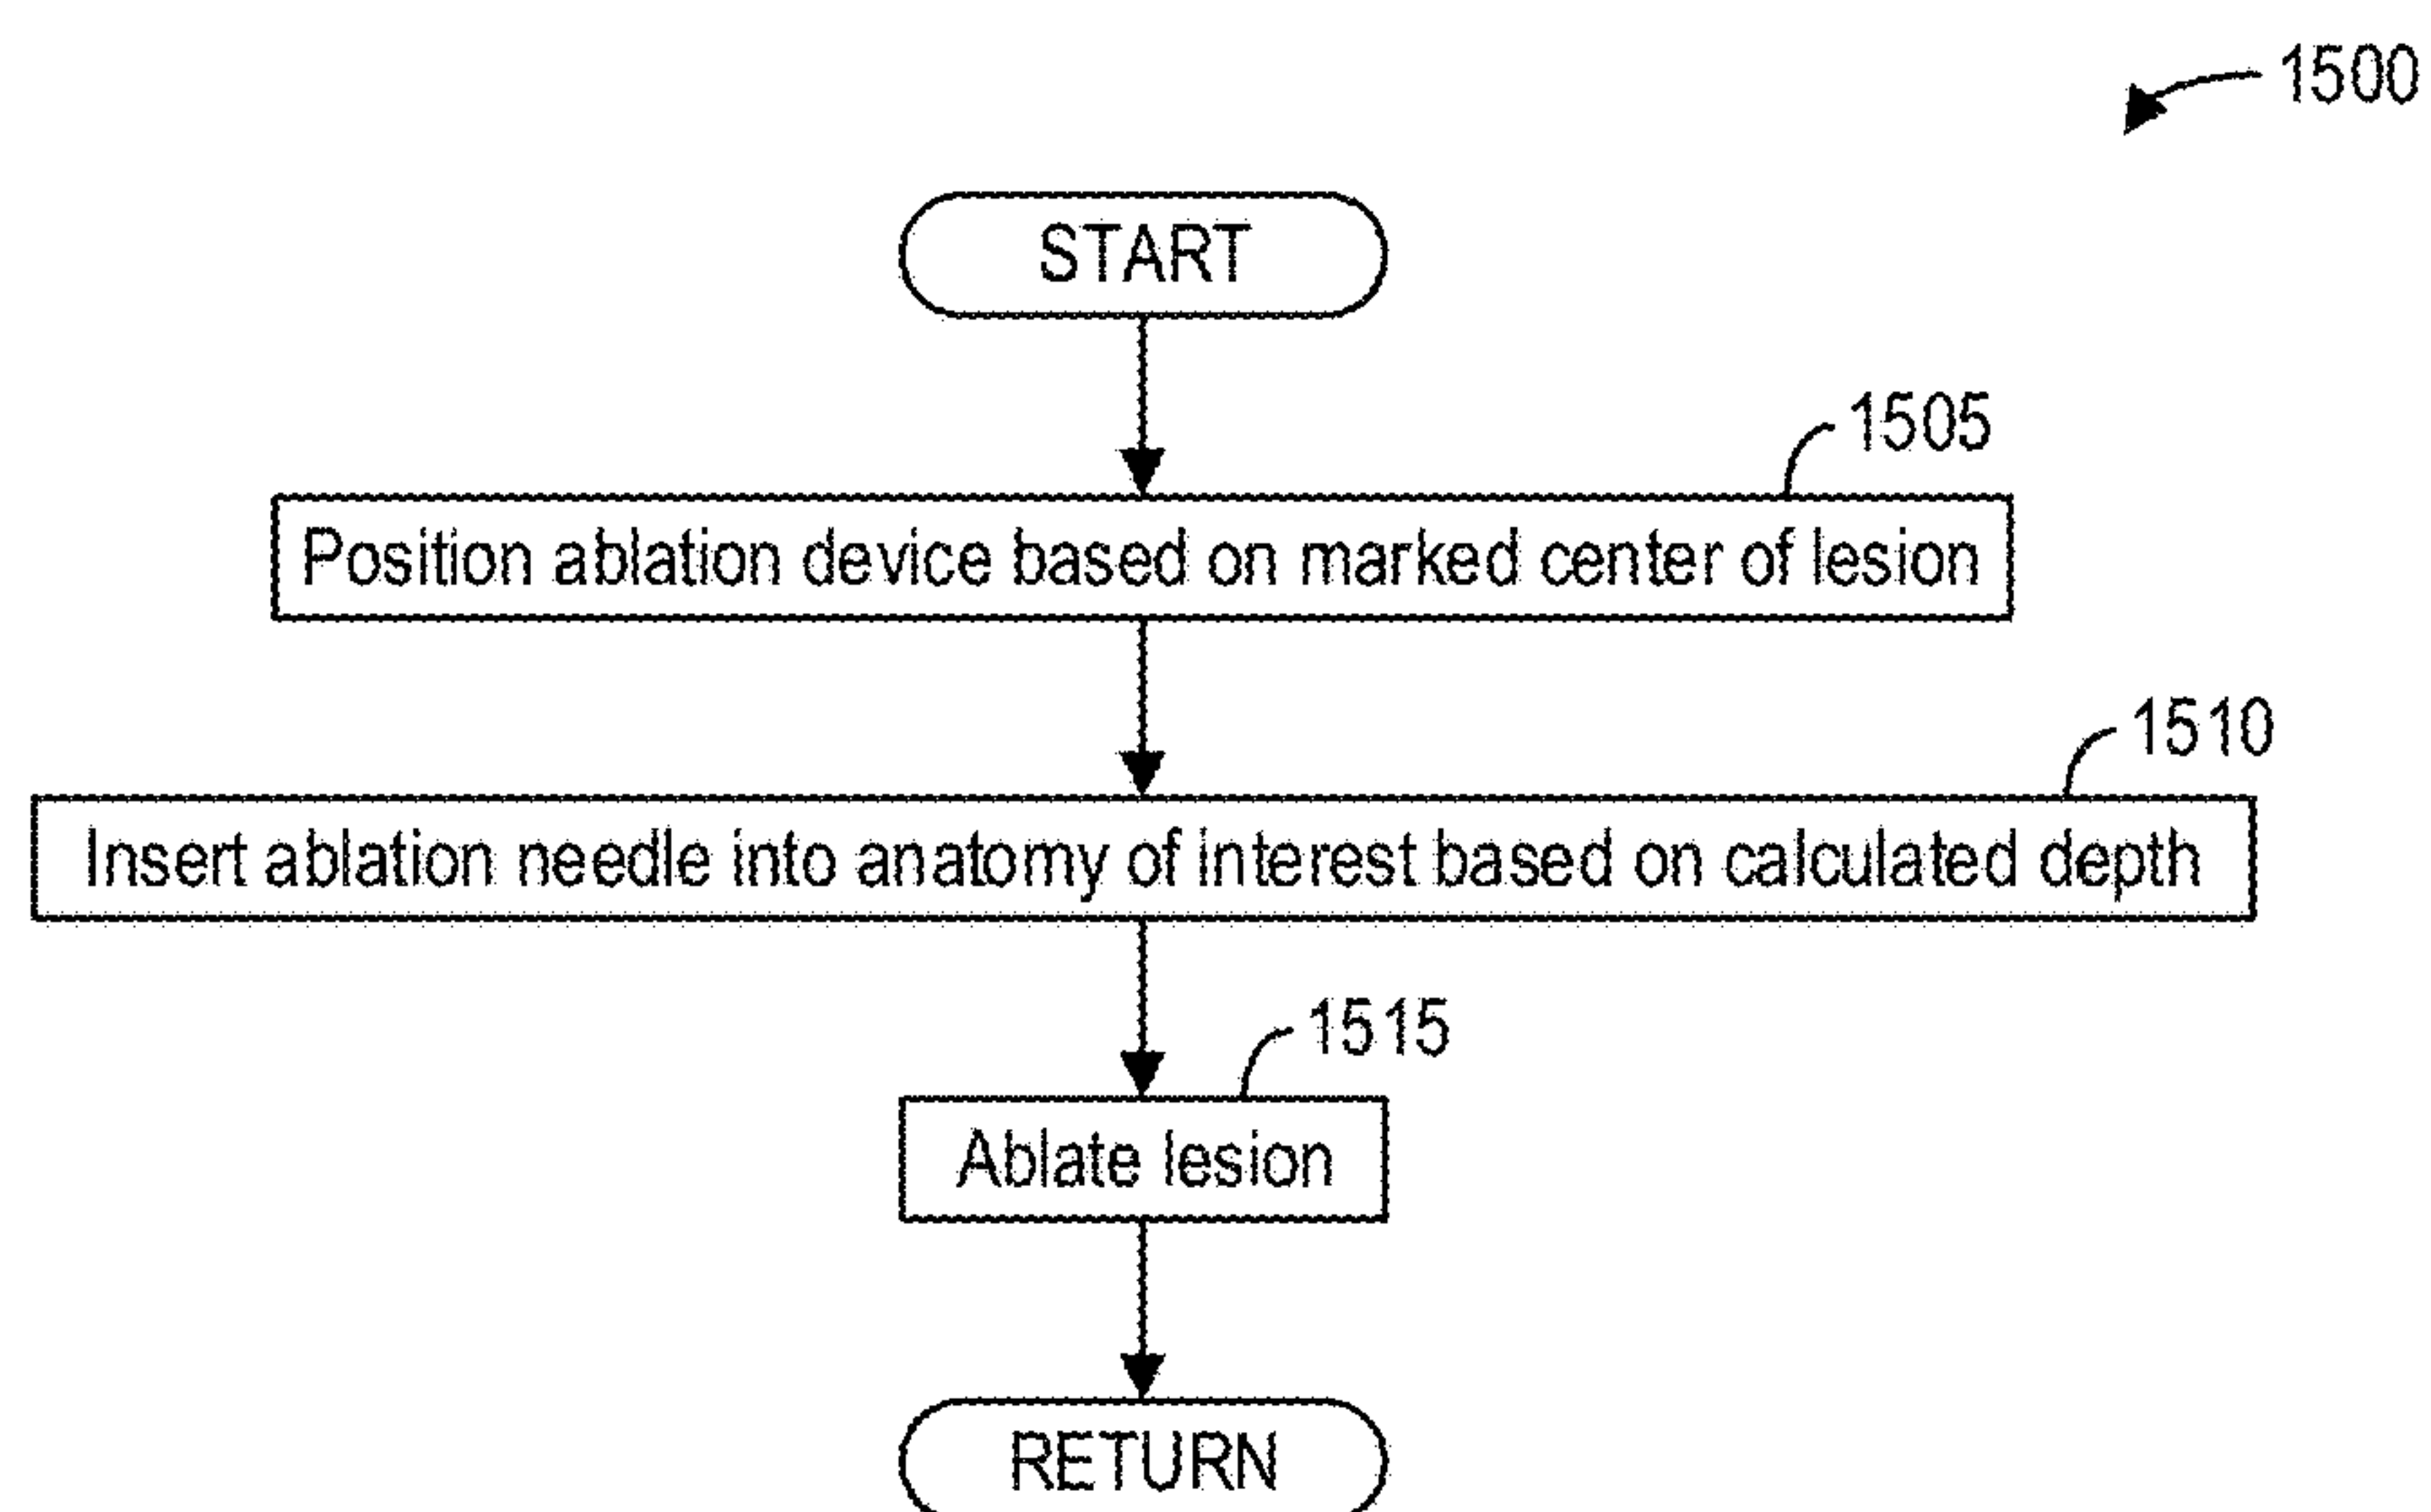 1500
START
1505
Position ablation device based on marked center of lesion
1510
Insert ablation needle into anatomy of interest based on calculated depth
1515
Ablate lesion
RETURN